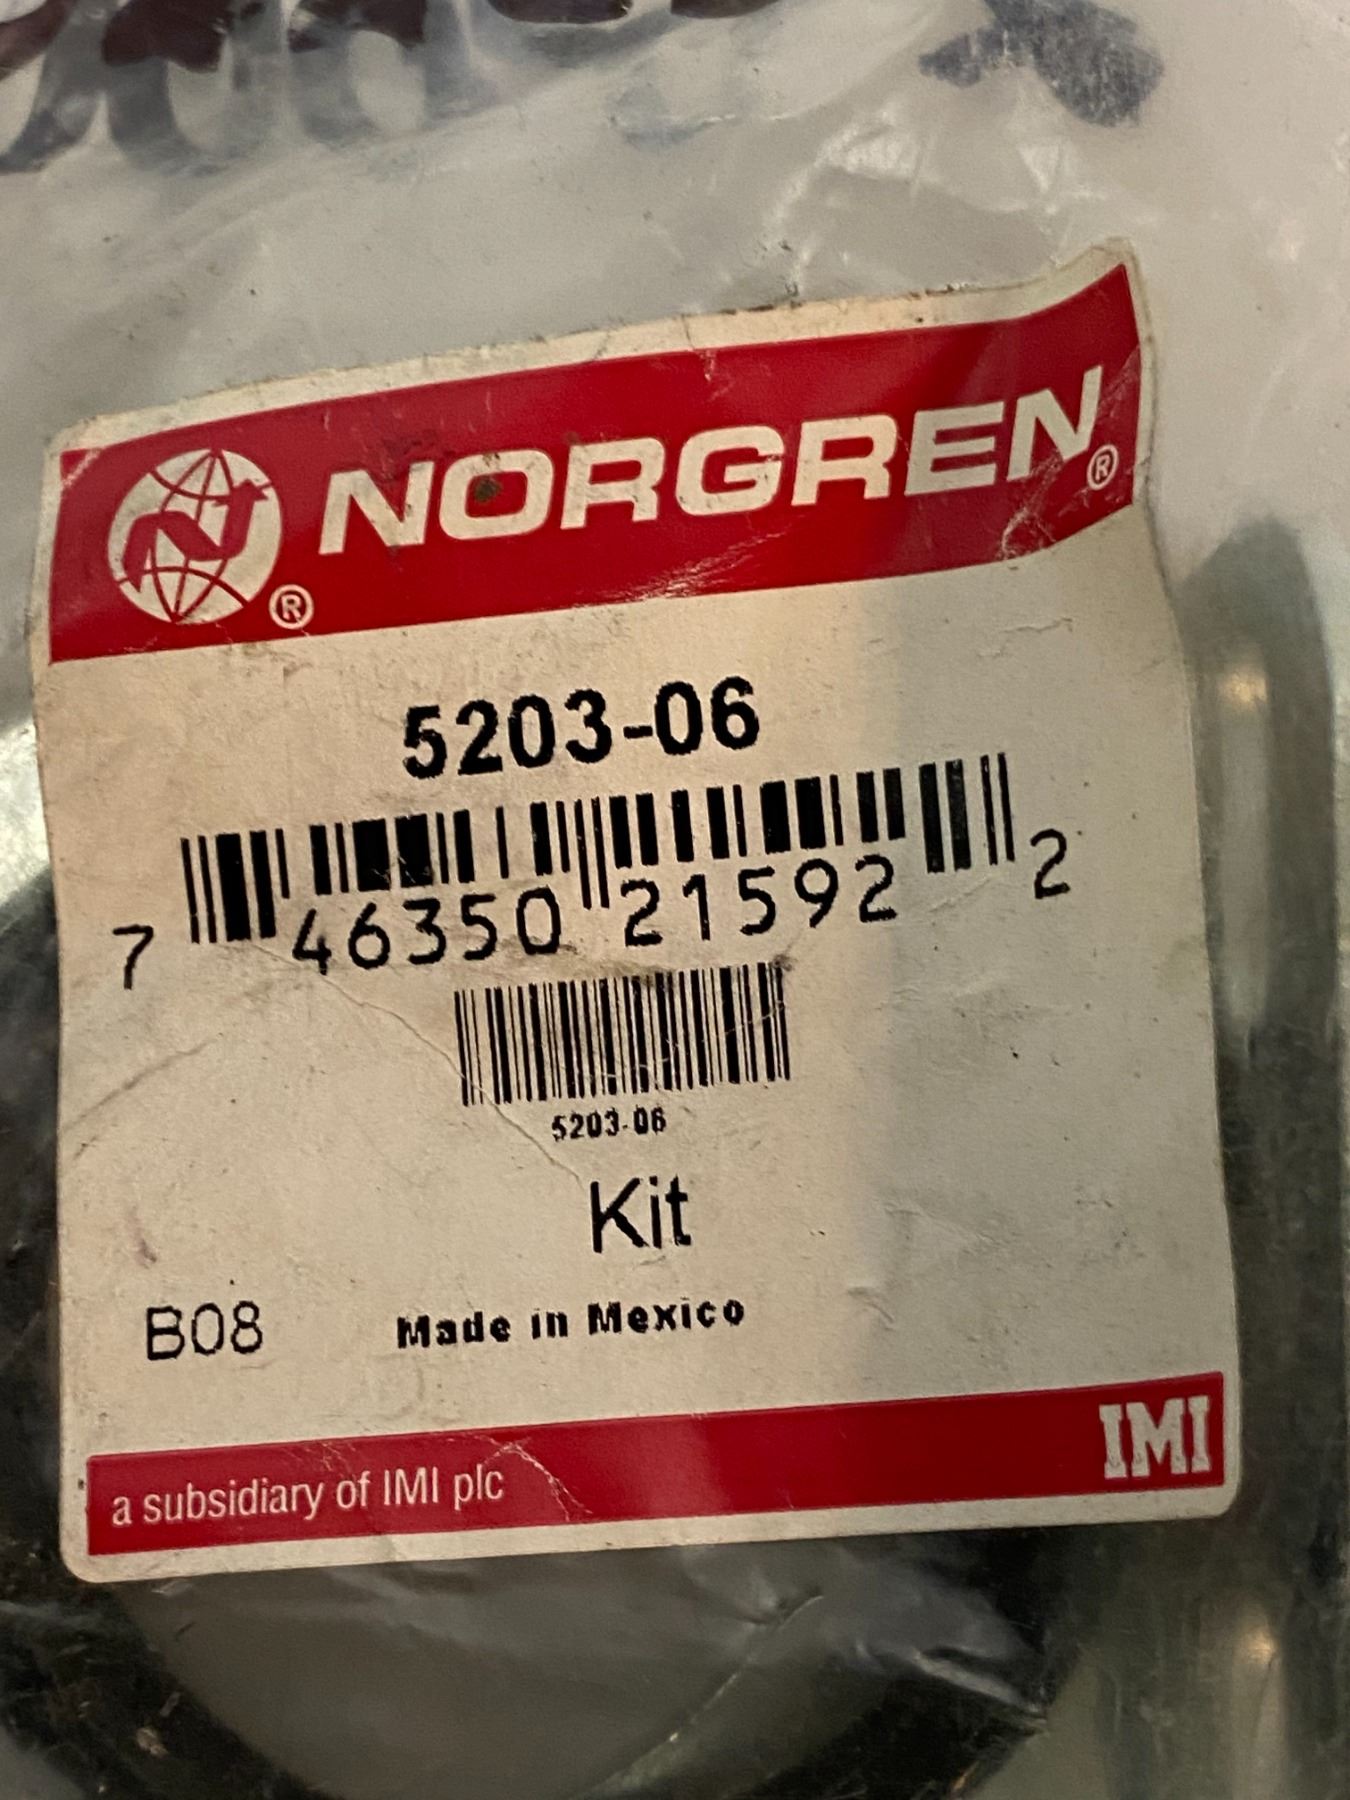 NORGREN®
®
5203-06
7 46350 21592 2
5203-06
Kit
B08 Made in Mexico
IMI
a subsidiary of IMI plc